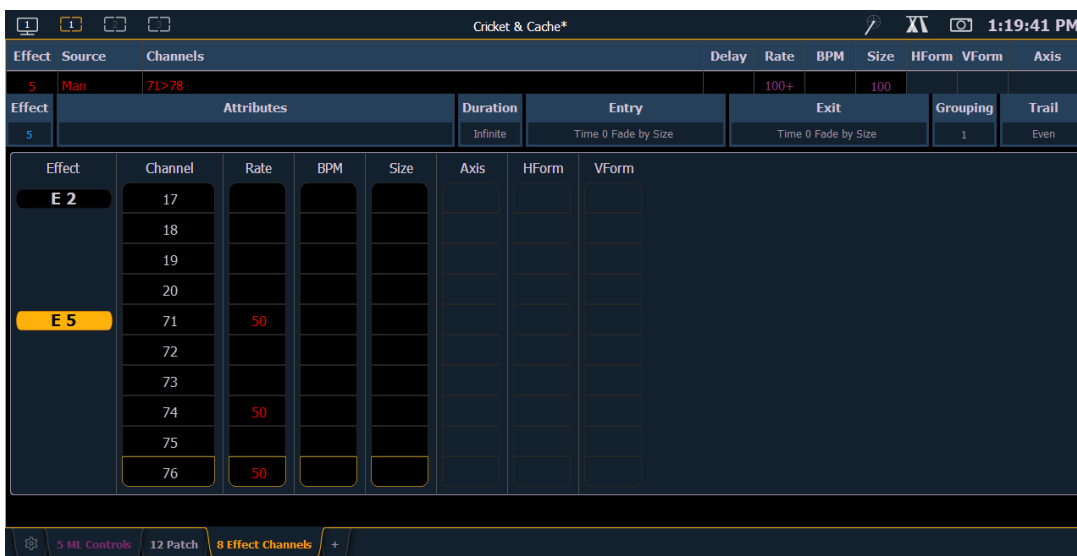 1 1 2 3 Cricket & Cache* 1:19:41 PM
Effect Source Channels Delay Rate BPM Size HForm VForm Axis
5 Man 71>78 100+ 100
Effect Attributes Duration Entry Exit Grouping Trail
5 Infinite Time 0 Fade by Size Time 0 Fade by Size 1 Even
Effect Channel Rate BPM Size Axis HForm VForm
E 2 17
18
19
20
E 5 71 50
72
73
74 50
75
76 50
5 ML Controls 12 Patch 8 Effect Channels +